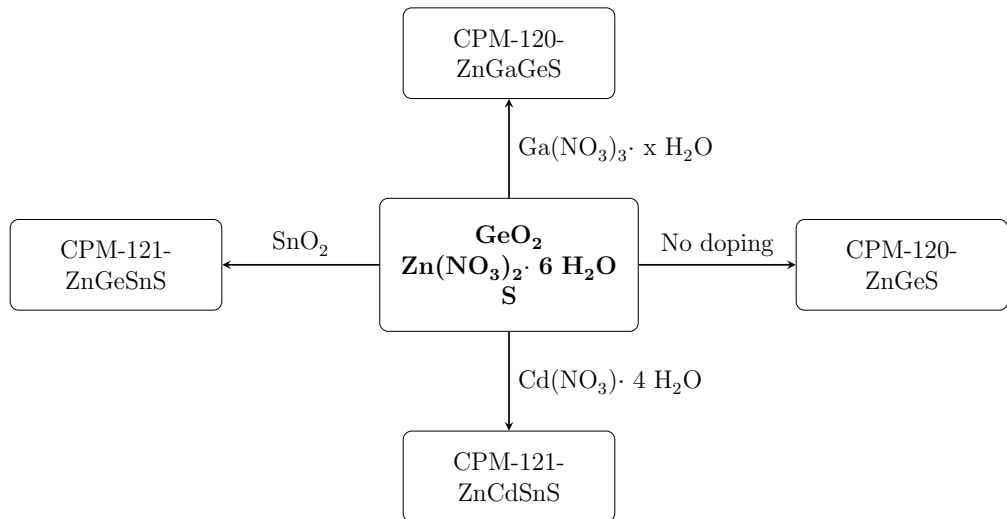 CPM-120-
ZnGaGeS
Ga(NO₃)₃· x H₂O
CPM-121-
ZnGeSnS
SnO₂
GeO₂
Zn(NO₃)₂· 6 H₂O
S
No doping
CPM-120-
ZnGeS
Cd(NO₃)· 4 H₂O
CPM-121-
ZnCdSnS